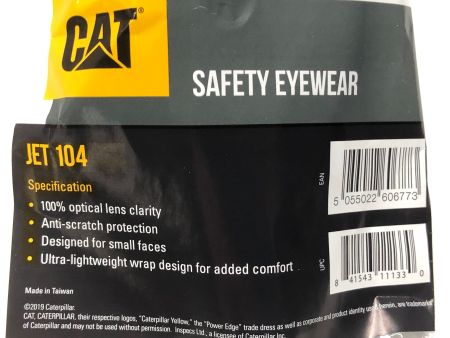 CAT®
SAFETY EYEWEAR
JET 104
Specification
• 100% optical lens clarity
• Anti-scratch protection
• Designed for small faces
• Ultra-lightweight wrap design for added comfort
EAN
5 055022 606773
UPC
8 41543 11133 0
Made in Taiwan
©2019 Caterpillar.
CAT, CATERPILLAR, their respective logos, "Caterpillar Yellow," the "Power Edge" trade dress as well as corporate and product identity used herein, are trademarks
of Caterpillar and may not be used without permission. Inspecs Ltd., a licensee of Caterpillar Inc.